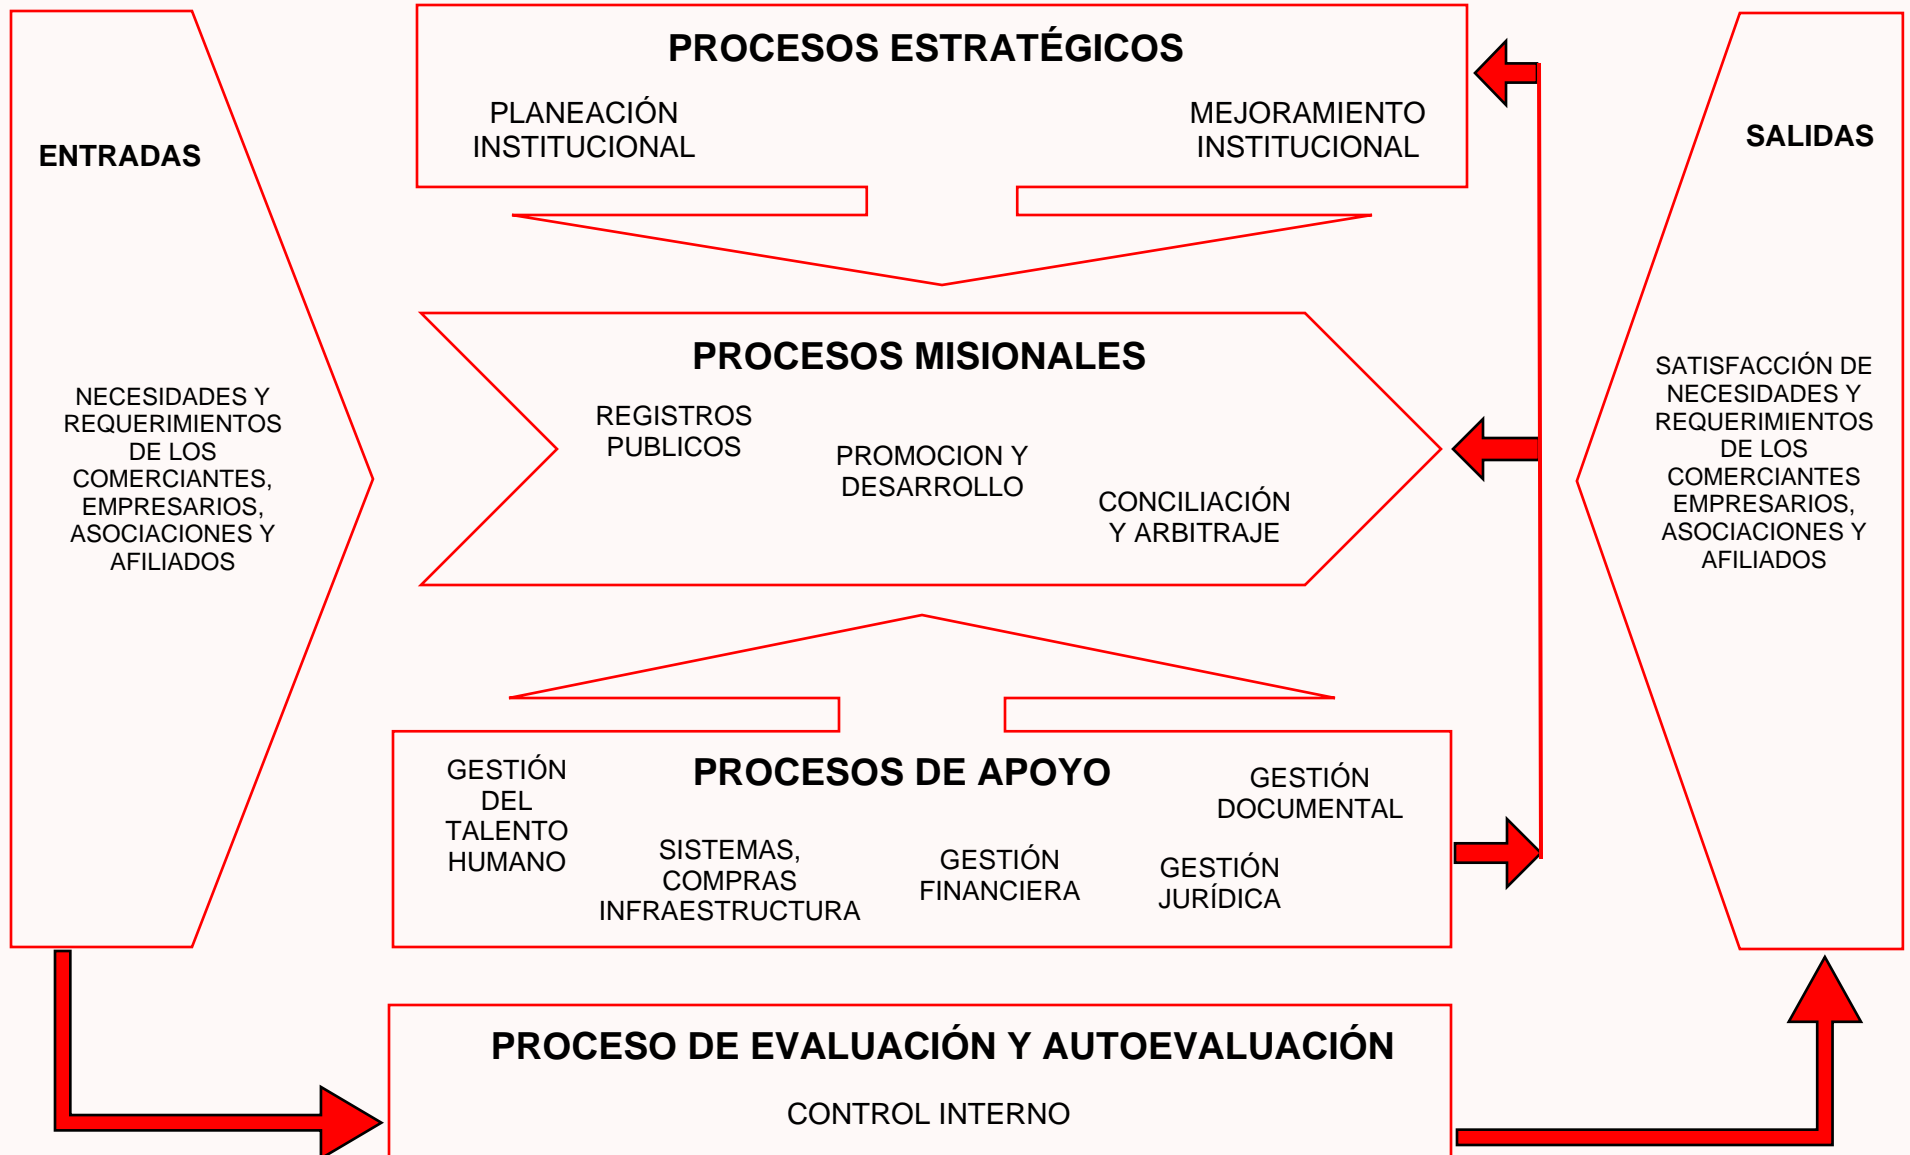 PROCESOS ESTRATÉGICOS
PLANEACIÓN
INSTITUCIONAL
MEJORAMIENTO
INSTITUCIONAL
ENTRADAS
NECESIDADES Y
REQUERIMIENTOS
DE LOS
COMERCIANTES,
EMPRESARIOS,
ASOCIACIONES Y
AFILIADOS
PROCESOS MISIONALES
REGISTROS
PUBLICOS
PROMOCION Y
DESARROLLO
CONCILIACIÓN
Y ARBITRAJE
SALIDAS
SATISFACCIÓN DE
NECESIDADES Y
REQUERIMIENTOS
DE LOS
COMERCIANTES
EMPRESARIOS,
ASOCIACIONES Y
AFILIADOS
PROCESOS DE APOYO
GESTIÓN
DEL
TALENTO
HUMANO
SISTEMAS,
COMPRAS
INFRAESTRUCTURA
GESTIÓN
FINANCIERA
GESTIÓN
JURÍDICA
GESTIÓN
DOCUMENTAL
PROCESO DE EVALUACIÓN Y AUTOEVALUACIÓN
CONTROL INTERNO